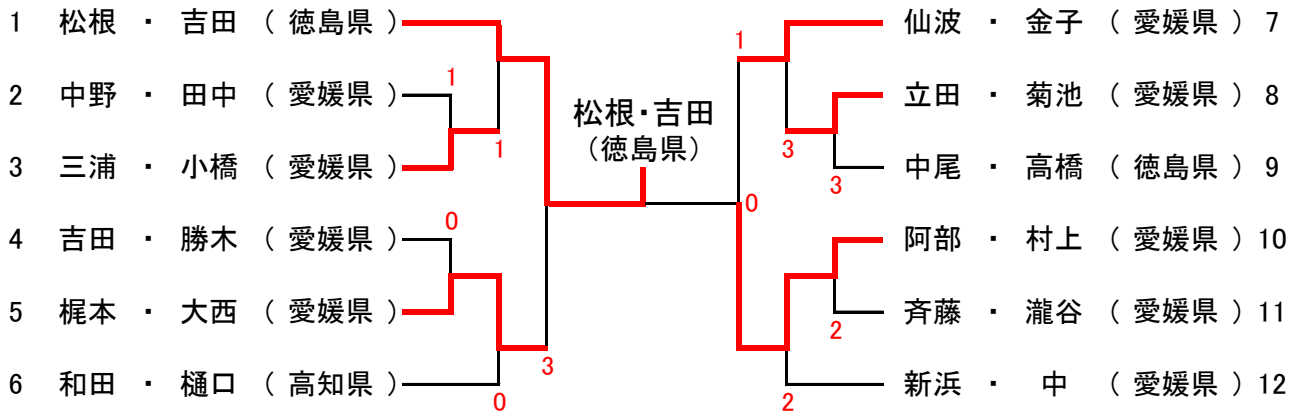 1 松根 ・ 吉田 （ 徳島県 ）
2 中野 ・ 田中 （ 愛媛県 ）
3 三浦 ・ 小橋 （ 愛媛県 ）
4 吉田 ・ 勝木 （ 愛媛県 ）
5 梶本 ・ 大西 （ 愛媛県 ）
6 和田 ・ 樋口 （ 高知県 ）
1
1
0
3
0
松根・吉田
（徳島県）
1
3
3
0
2
2
仙波 ・ 金子 （ 愛媛県 ） 7
立田 ・ 菊池 （ 愛媛県 ） 8
中尾 ・ 高橋 （ 徳島県 ） 9
阿部 ・ 村上 （ 愛媛県 ） 10
斉藤 ・ 瀧谷 （ 愛媛県 ） 11
新浜 ・ 中 （ 愛媛県 ） 12